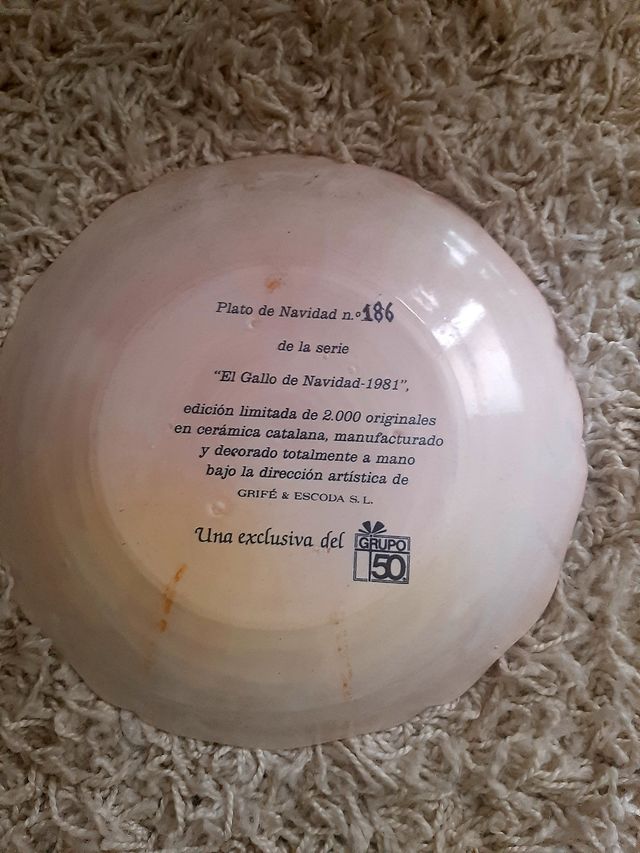 Plato de Navidad n.º 186
de la serie
"El Gallo de Navidad-1981",
edición limitada de 2.000 originales
en cerámica catalana, manufacturado
y decorado totalmente a mano
bajo la dirección artística de
GRIFÉ & ESCODA S. L.
Una exclusiva del GRUPO 50.